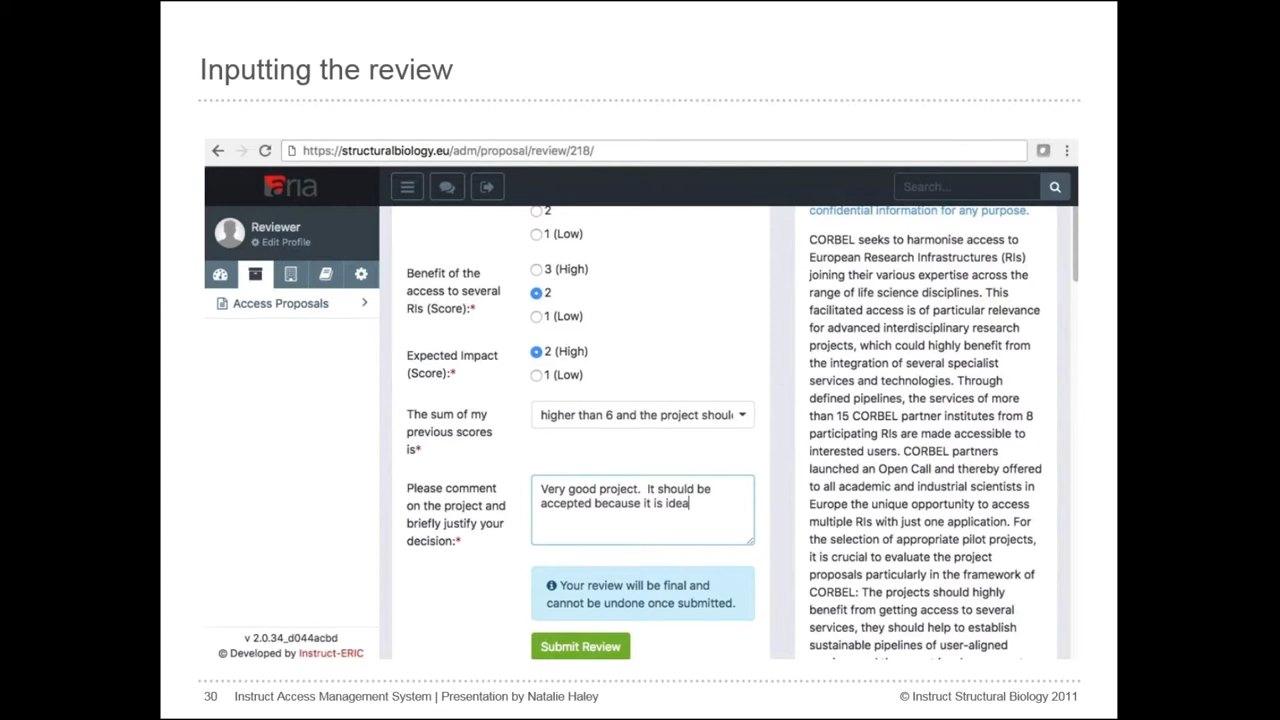 Inputting the review
https://structuralbiology.eu/adm/proposal/review/218/
aria
Search...
Reviewer
Edit Profile
Access Proposals
v 2.0.34_d044acbd
© Developed by Instruct-ERIC
2
1 (Low)
Benefit of the
access to several
RIs (Score):*
3 (High)
2
1 (Low)
Expected Impact
(Score):*
2 (High)
1 (Low)
The sum of my
previous scores
is*
higher than 6 and the project shoul
Please comment
on the project and
briefly justify your
decision:*
Very good project. It should be
accepted because it is idea
Your review will be final and
cannot be undone once submitted.
Submit Review
confidential information for any purpose.
CORBEL seeks to harmonise access to
European Research Infrastructures (RIs)
joining their various expertise across the
range of life science disciplines. This
facilitated access is of particular relevance
for advanced interdisciplinary research
projects, which could highly benefit from
the integration of several specialist
services and technologies. Through
defined pipelines, the services of more
than 15 CORBEL partner institutes from 8
participating RIs are made accessible to
interested users. CORBEL partners
launched an Open Call and thereby offered
to all academic and industrial scientists in
Europe the unique opportunity to access
multiple RIs with just one application. For
the selection of appropriate pilot projects,
it is crucial to evaluate the project
proposals particularly in the framework of
CORBEL: The projects should highly
benefit from getting access to several
services, they should help to establish
sustainable pipelines of user-aligned
30 Instruct Access Management System | Presentation by Natalie Haley
© Instruct Structural Biology 2011